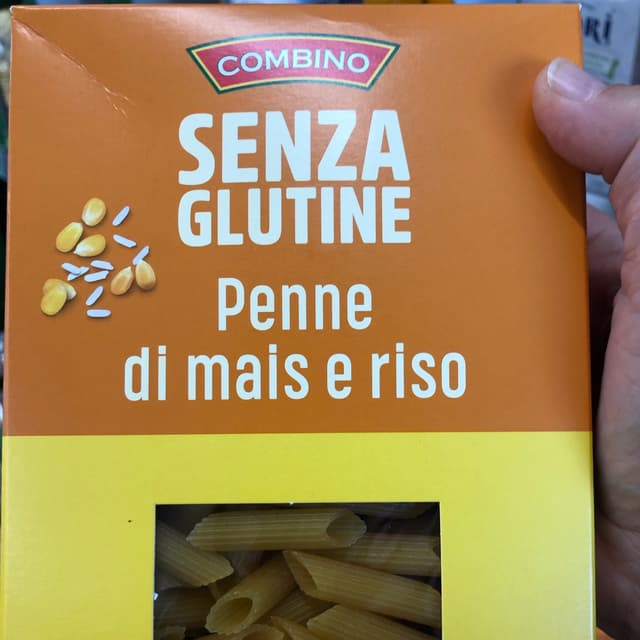 COMBINO
SENZA
GLUTINE
Penne
di mais e riso